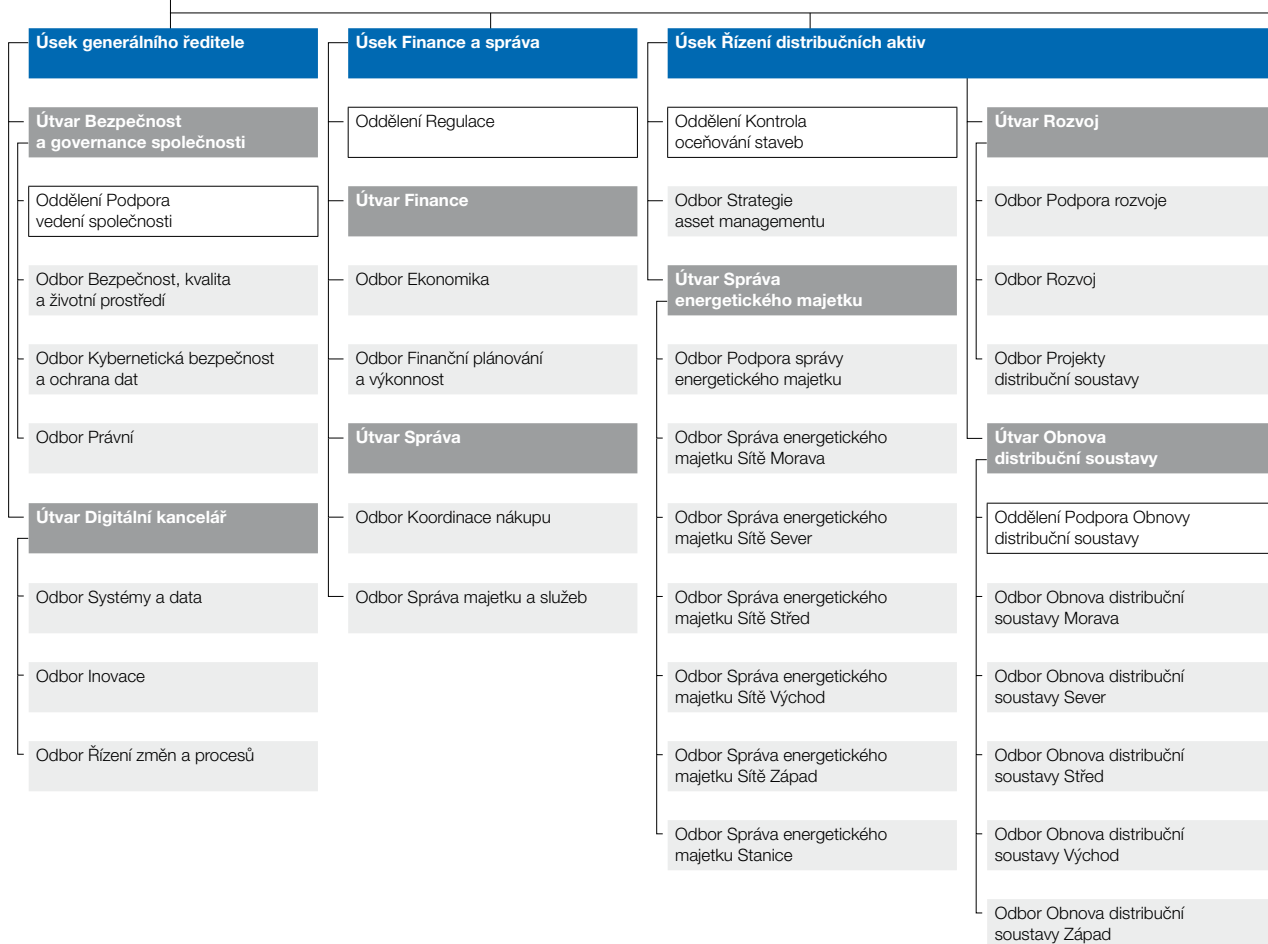 Úsek generálního ředitele
Útvar Bezpečnost
a governance společnosti
Oddělení Podpora
vedení společnosti
Odbor Bezpečnost, kvalita
a životní prostředí
Odbor Kybernetická bezpečnost
a ochrana dat
Odbor Právní
Útvar Digitální kancelář
Odbor Systémy a data
Odbor Inovace
Odbor Řízení změn a procesů
Úsek Finance a správa
Oddělení Regulace
Útvar Finance
Odbor Ekonomika
Odbor Finanční plánování
a výkonnost
Útvar Správa
Odbor Koordinace nákupu
Odbor Správa majetku a služeb
Úsek Řízení distribučních aktiv
Oddělení Kontrola
oceňování staveb
Odbor Strategie
asset managementu
Útvar Správa
energetického majetku
Odbor Podpora správy
energetického majetku
Odbor Správa energetického
majetku Sítě Morava
Odbor Správa energetického
majetku Sítě Sever
Odbor Správa energetického
majetku Sítě Střed
Odbor Správa energetického
majetku Sítě Východ
Odbor Správa energetického
majetku Sítě Západ
Odbor Správa energetického
majetku Stanice
Útvar Rozvoj
Odbor Podpora rozvoje
Odbor Rozvoj
Odbor Projekty
distribuční soustavy
Útvar Obnova
distribuční soustavy
Oddělení Podpora Obnovy
distribuční soustavy
Odbor Obnova distribuční
soustavy Morava
Odbor Obnova distribuční
soustavy Sever
Odbor Obnova distribuční
soustavy Střed
Odbor Obnova distribuční
soustavy Východ
Odbor Obnova distribuční
soustavy Západ